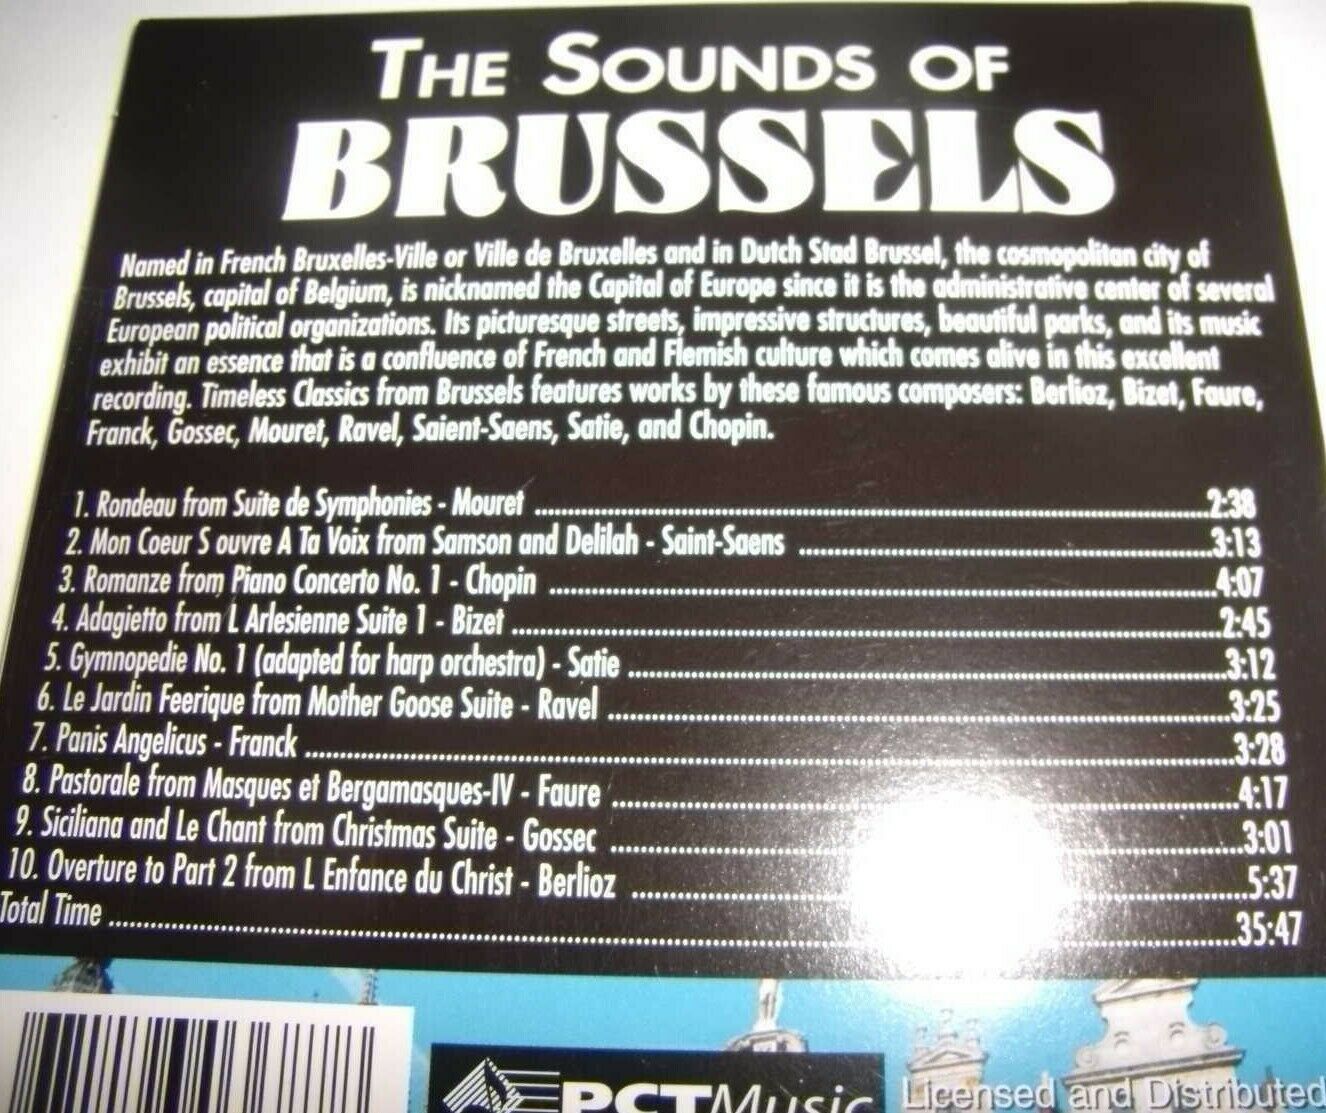 THE SOUNDS OF
BRUSSELS
Named in French Bruxelles-Ville or Ville de Bruxelles and in Dutch Stad Brussel, the cosmopolitan city of
Brussels, capital of Belgium, is nicknamed the Capital of Europe since it is the administrative center of several
European political organizations. Its picturesque streets, impressive structures, beautiful parks, and its music
exhibit an essence that is a confluence of French and Flemish culture which comes alive in this excellent
recording. Timeless Classics from Brussels features works by these famous composers: Berlioz, Bizet, Faure,
Franck, Gossec, Mouret, Ravel, Saient-Saens, Satie, and Chopin.
1. Rondeau from Suite de Symphonies - Mouret 2:38
2. Mon Coeur S ouvre A Ta Voix from Samson and Delilah - Saint-Saens 3:13
3. Romanze from Piano Concerto No. 1 - Chopin 4:07
4. Adagietto from L Arlesienne Suite 1 - Bizet 2:45
5. Gymnopedie No. 1 (adapted for harp orchestra) - Satie 3:12
6. Le Jardin Feerique from Mother Goose Suite - Ravel 3:25
7. Panis Angelicus - Franck 3:28
8. Pastorale from Masques et Bergamasques-IV - Faure 4:17
9. Siciliana and Le Chant from Christmas Suite - Gossec 3:01
10. Overture to Part 2 from L Enfance du Christ - Berlioz 5:37
Total Time 35:47
PCT Music
Licensed and Distributed